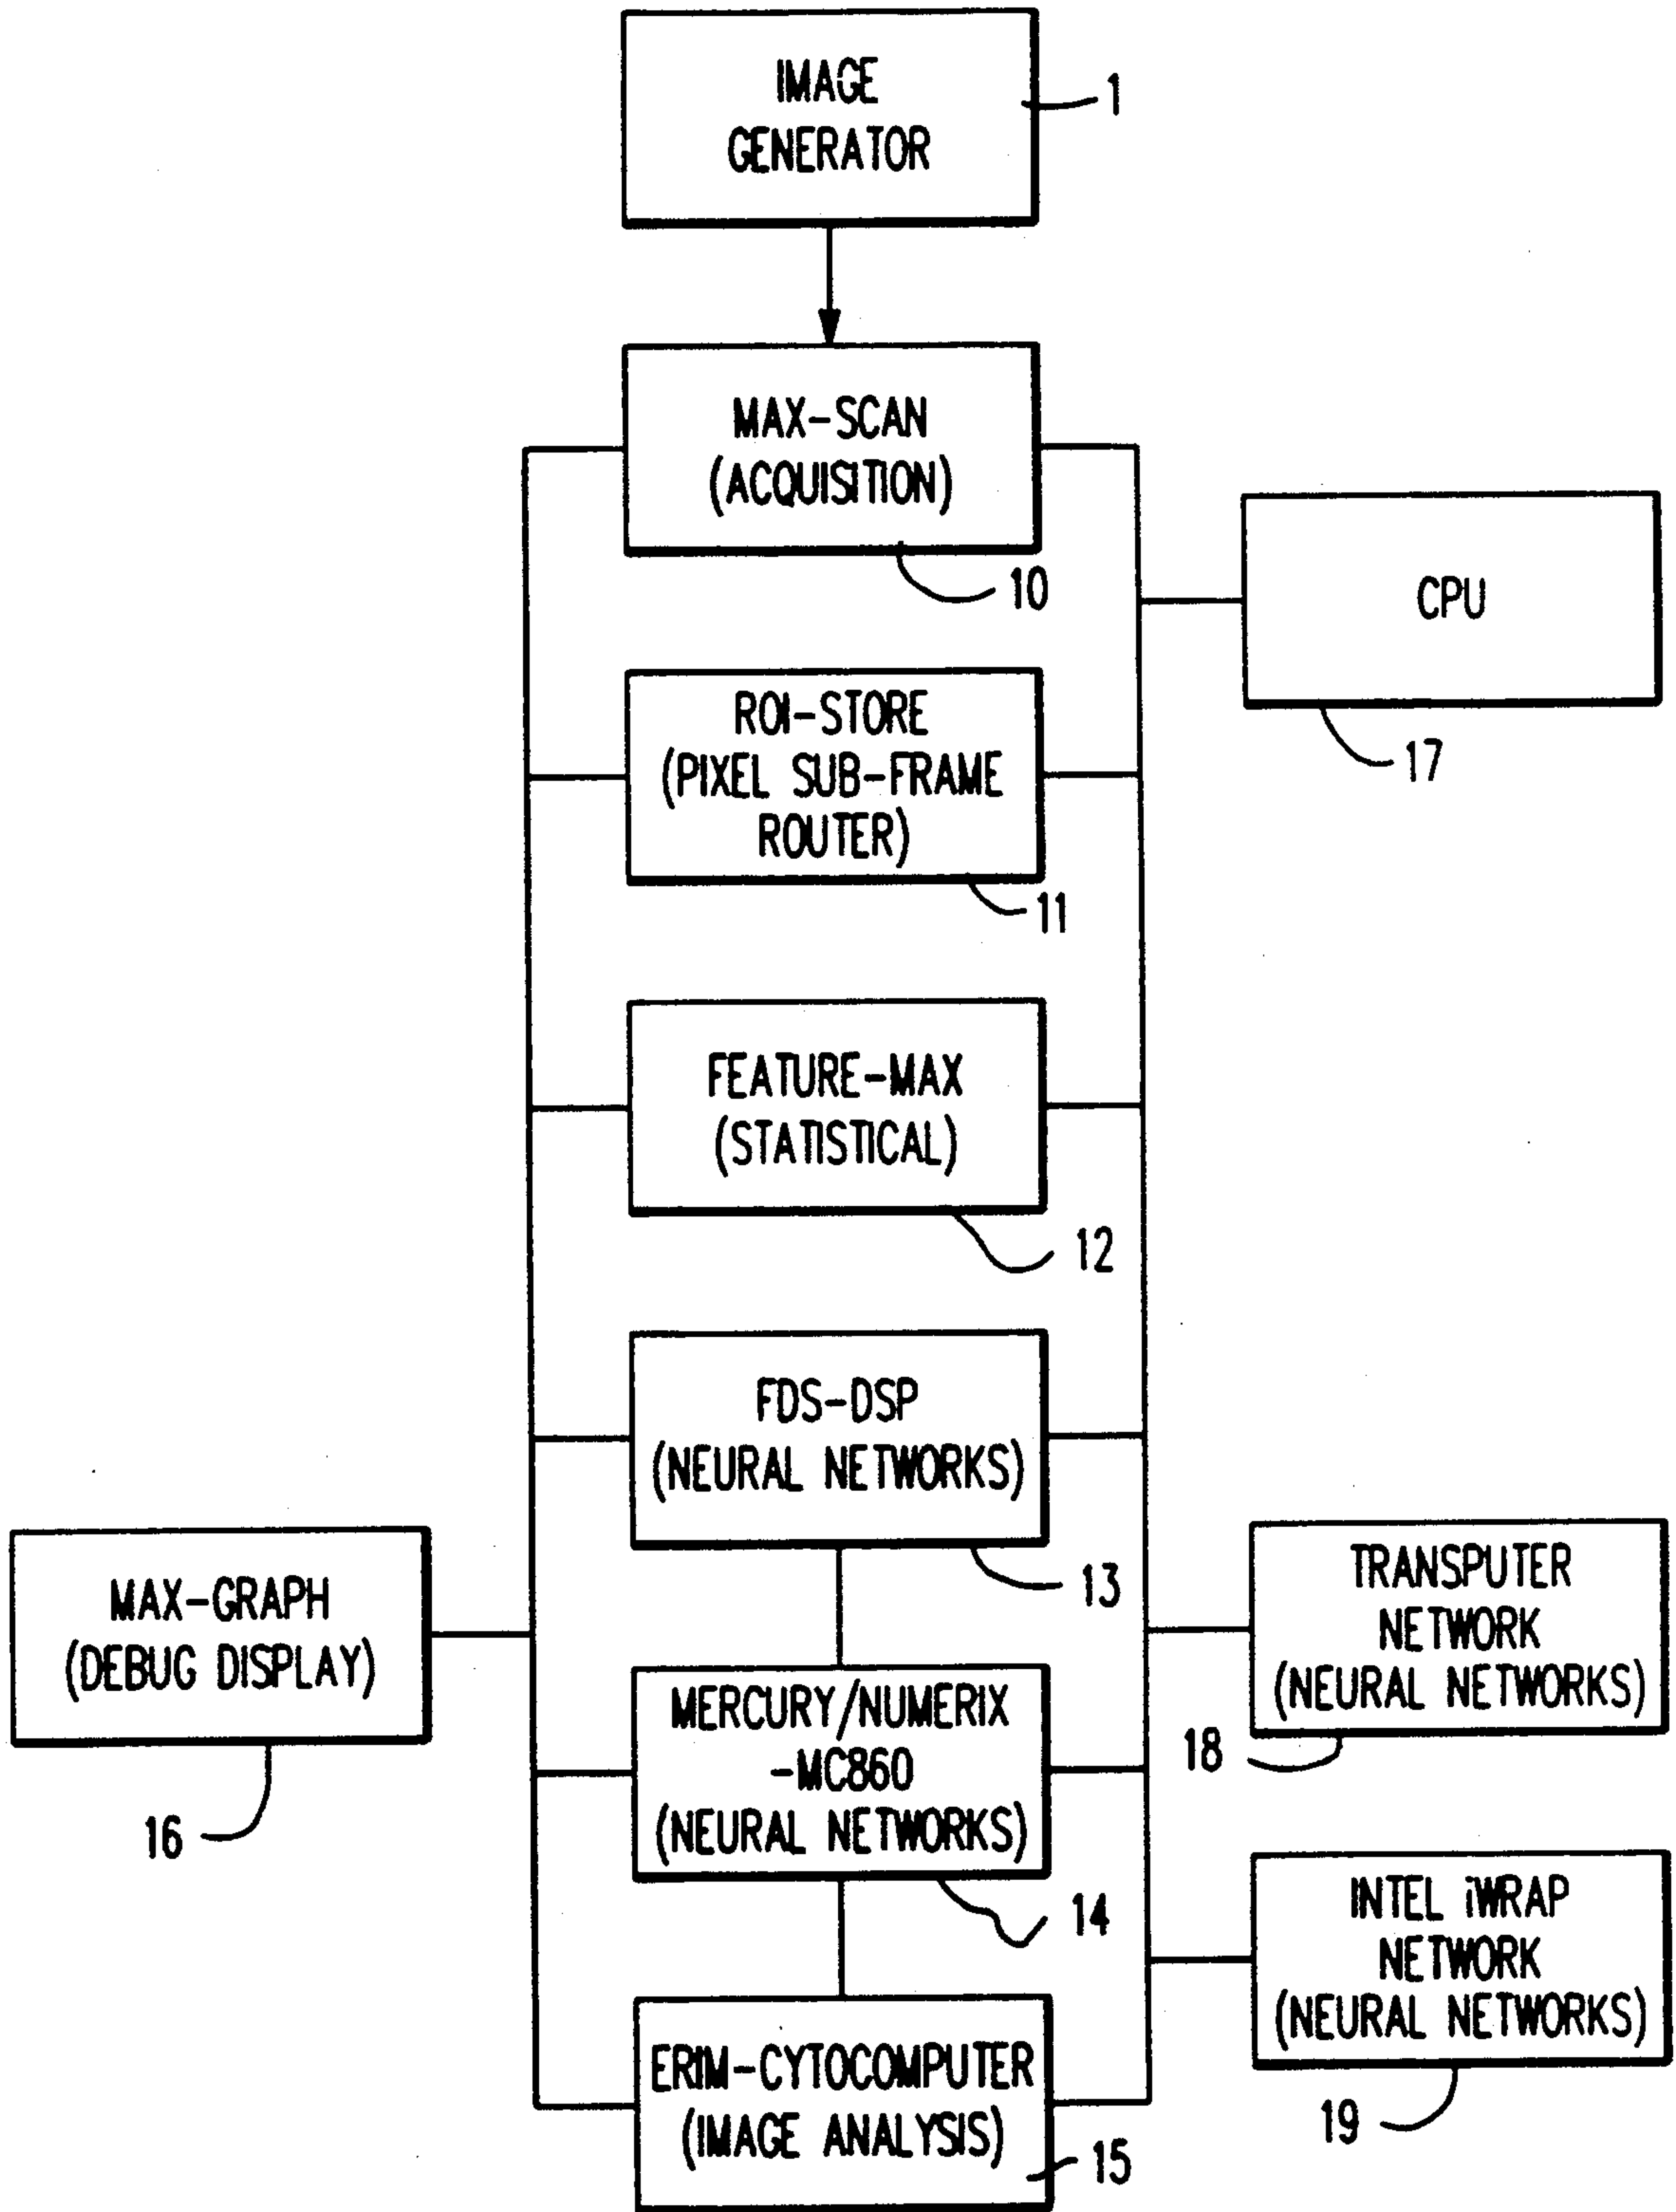 IMAGE
GENERATOR
1
MAX-SCAN
(ACQUISITION)
10
CPU
17
ROI-STORE
(PIXEL SUB-FRAME
ROUTER)
11
FEATURE-MAX
(STATISTICAL)
12
FDS-DSP
(NEURAL NETWORKS)
13
MAX-GRAPH
(DEBUG DISPLAY)
16
TRANSPUTER
NETWORK
(NEURAL NETWORKS)
18
MERCURY/NUMERIX
-MC860
(NEURAL NETWORKS)
14
INTEL iWRAP
NETWORK
(NEURAL NETWORKS)
19
ERIM-CYTOCOMPUTER
(IMAGE ANALYSIS)
15